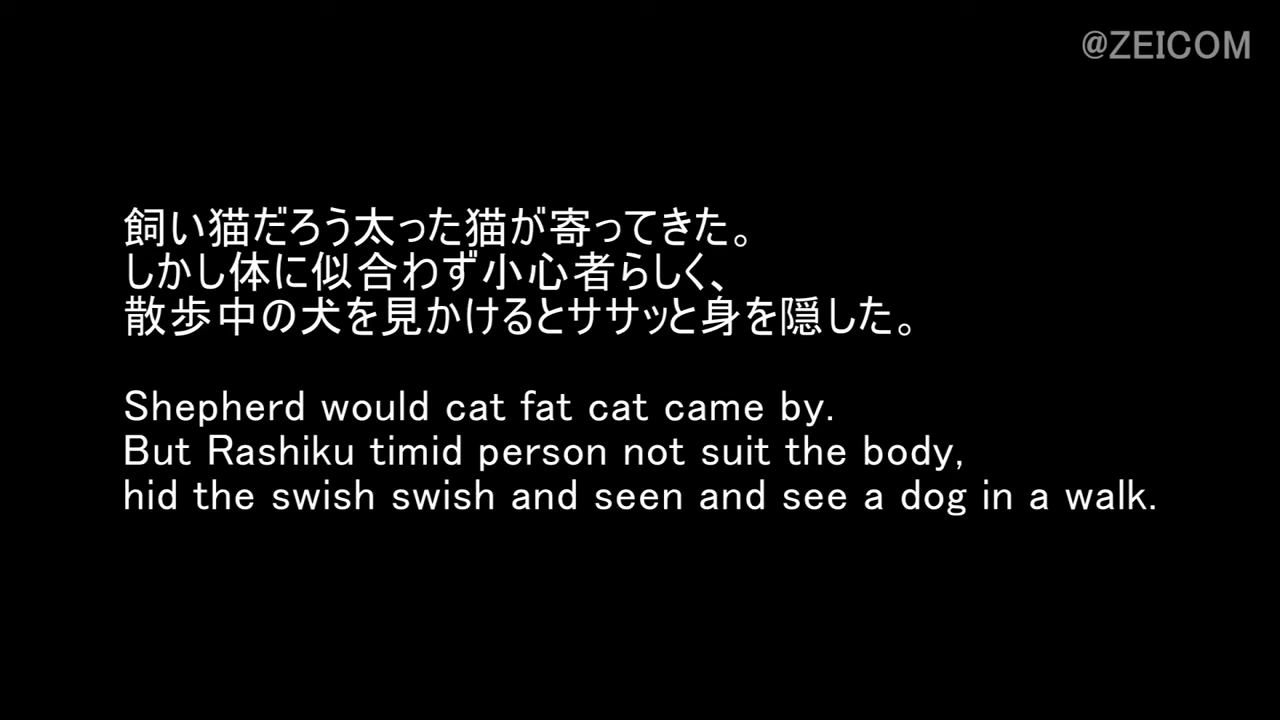 @ZEICOM
飼い猫だろう太った猫が寄ってきた。
しかし体に似合わず小心者らしく、
散歩中の犬を見かけるとササッと身を隠した。
Shepherd would cat fat cat came by.
But Rashiku timid person not suit the body,
hid the swish swish and seen and see a dog in a walk.